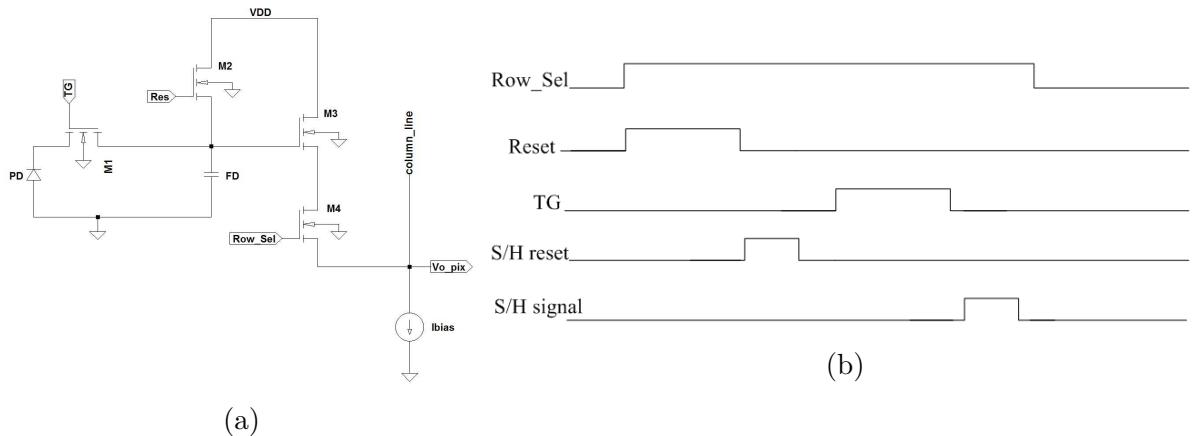 VDD
M2
TG
Res
M3
column_line
M1
PD
FD
M4
Row_Sel
Vo_pix
Ibias
(a)
Row_Sel
Reset
TG
S/H reset
S/H signal
(b)